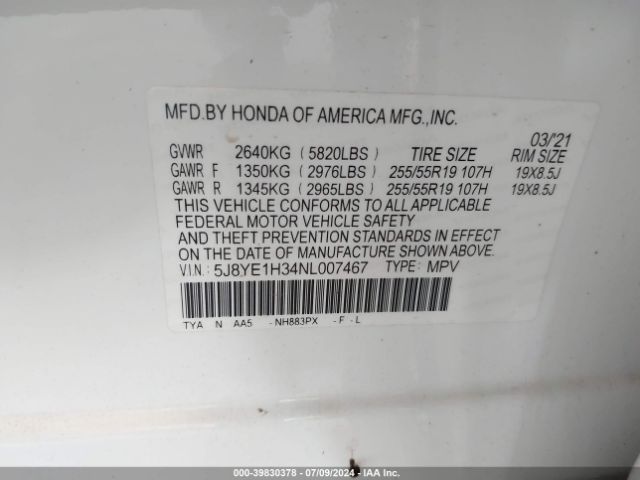 MFD.BY HONDA OF AMERICA MFG.,INC.
03/'21
GVWR 2640KG (5820LBS) TIRE SIZE RIM SIZE
GAWR F 1350KG (2976LBS) 255/55R19 107H 19X8.5J
GAWR R 1345KG (2965LBS) 255/55R19 107H 19X8.5J
THIS VEHICLE CONFORMS TO ALL APPLICABLE
FEDERAL MOTOR VEHICLE SAFETY
AND THEFT PREVENTION STANDARDS IN EFFECT
ON THE DATE OF MANUFACTURE SHOWN ABOVE.
V.I.N.: 5J8YE1H34NL007467 TYPE: MPV
TYA N AA5 -NH883PX -F -L
000-39830378 - 07/09/2024 - IAA Inc.